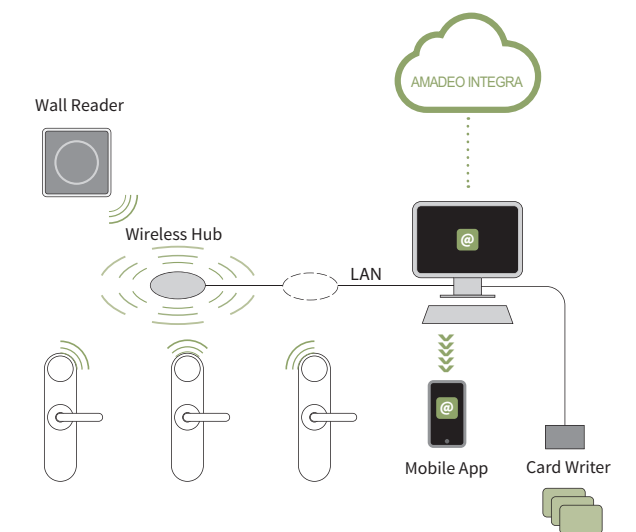 AMADEO INTEGRA
Wall Reader
Wireless Hub
LAN
@
@
Mobile App
Card Writer